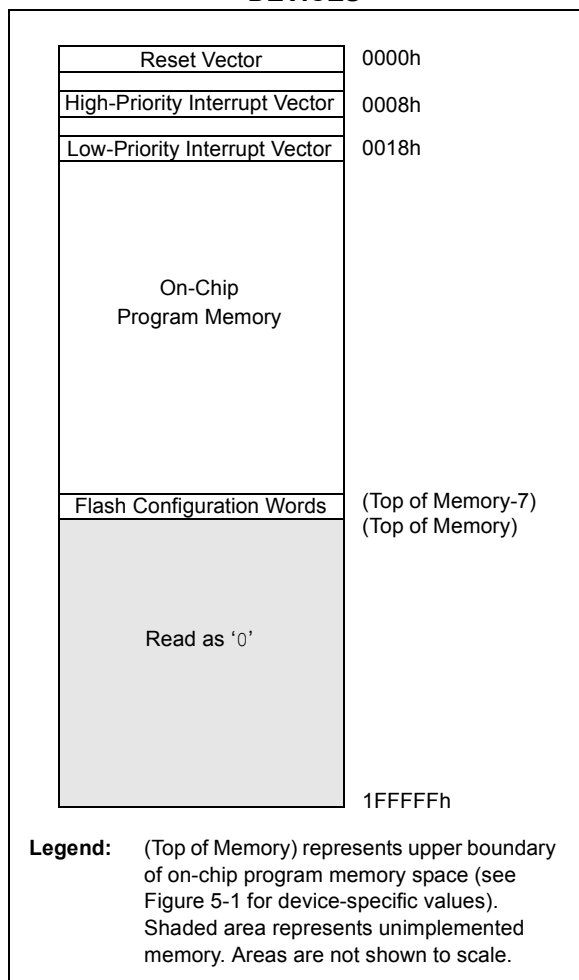 Reset Vector 0000h
High-Priority Interrupt Vector 0008h
Low-Priority Interrupt Vector 0018h
On-Chip
Program Memory
Flash Configuration Words (Top of Memory-7)
(Top of Memory)
Read as ‘0’
1FFFFFh
Legend: (Top of Memory) represents upper boundary
of on-chip program memory space (see
Figure 5-1 for device-specific values).
Shaded area represents unimplemented
memory. Areas are not shown to scale.